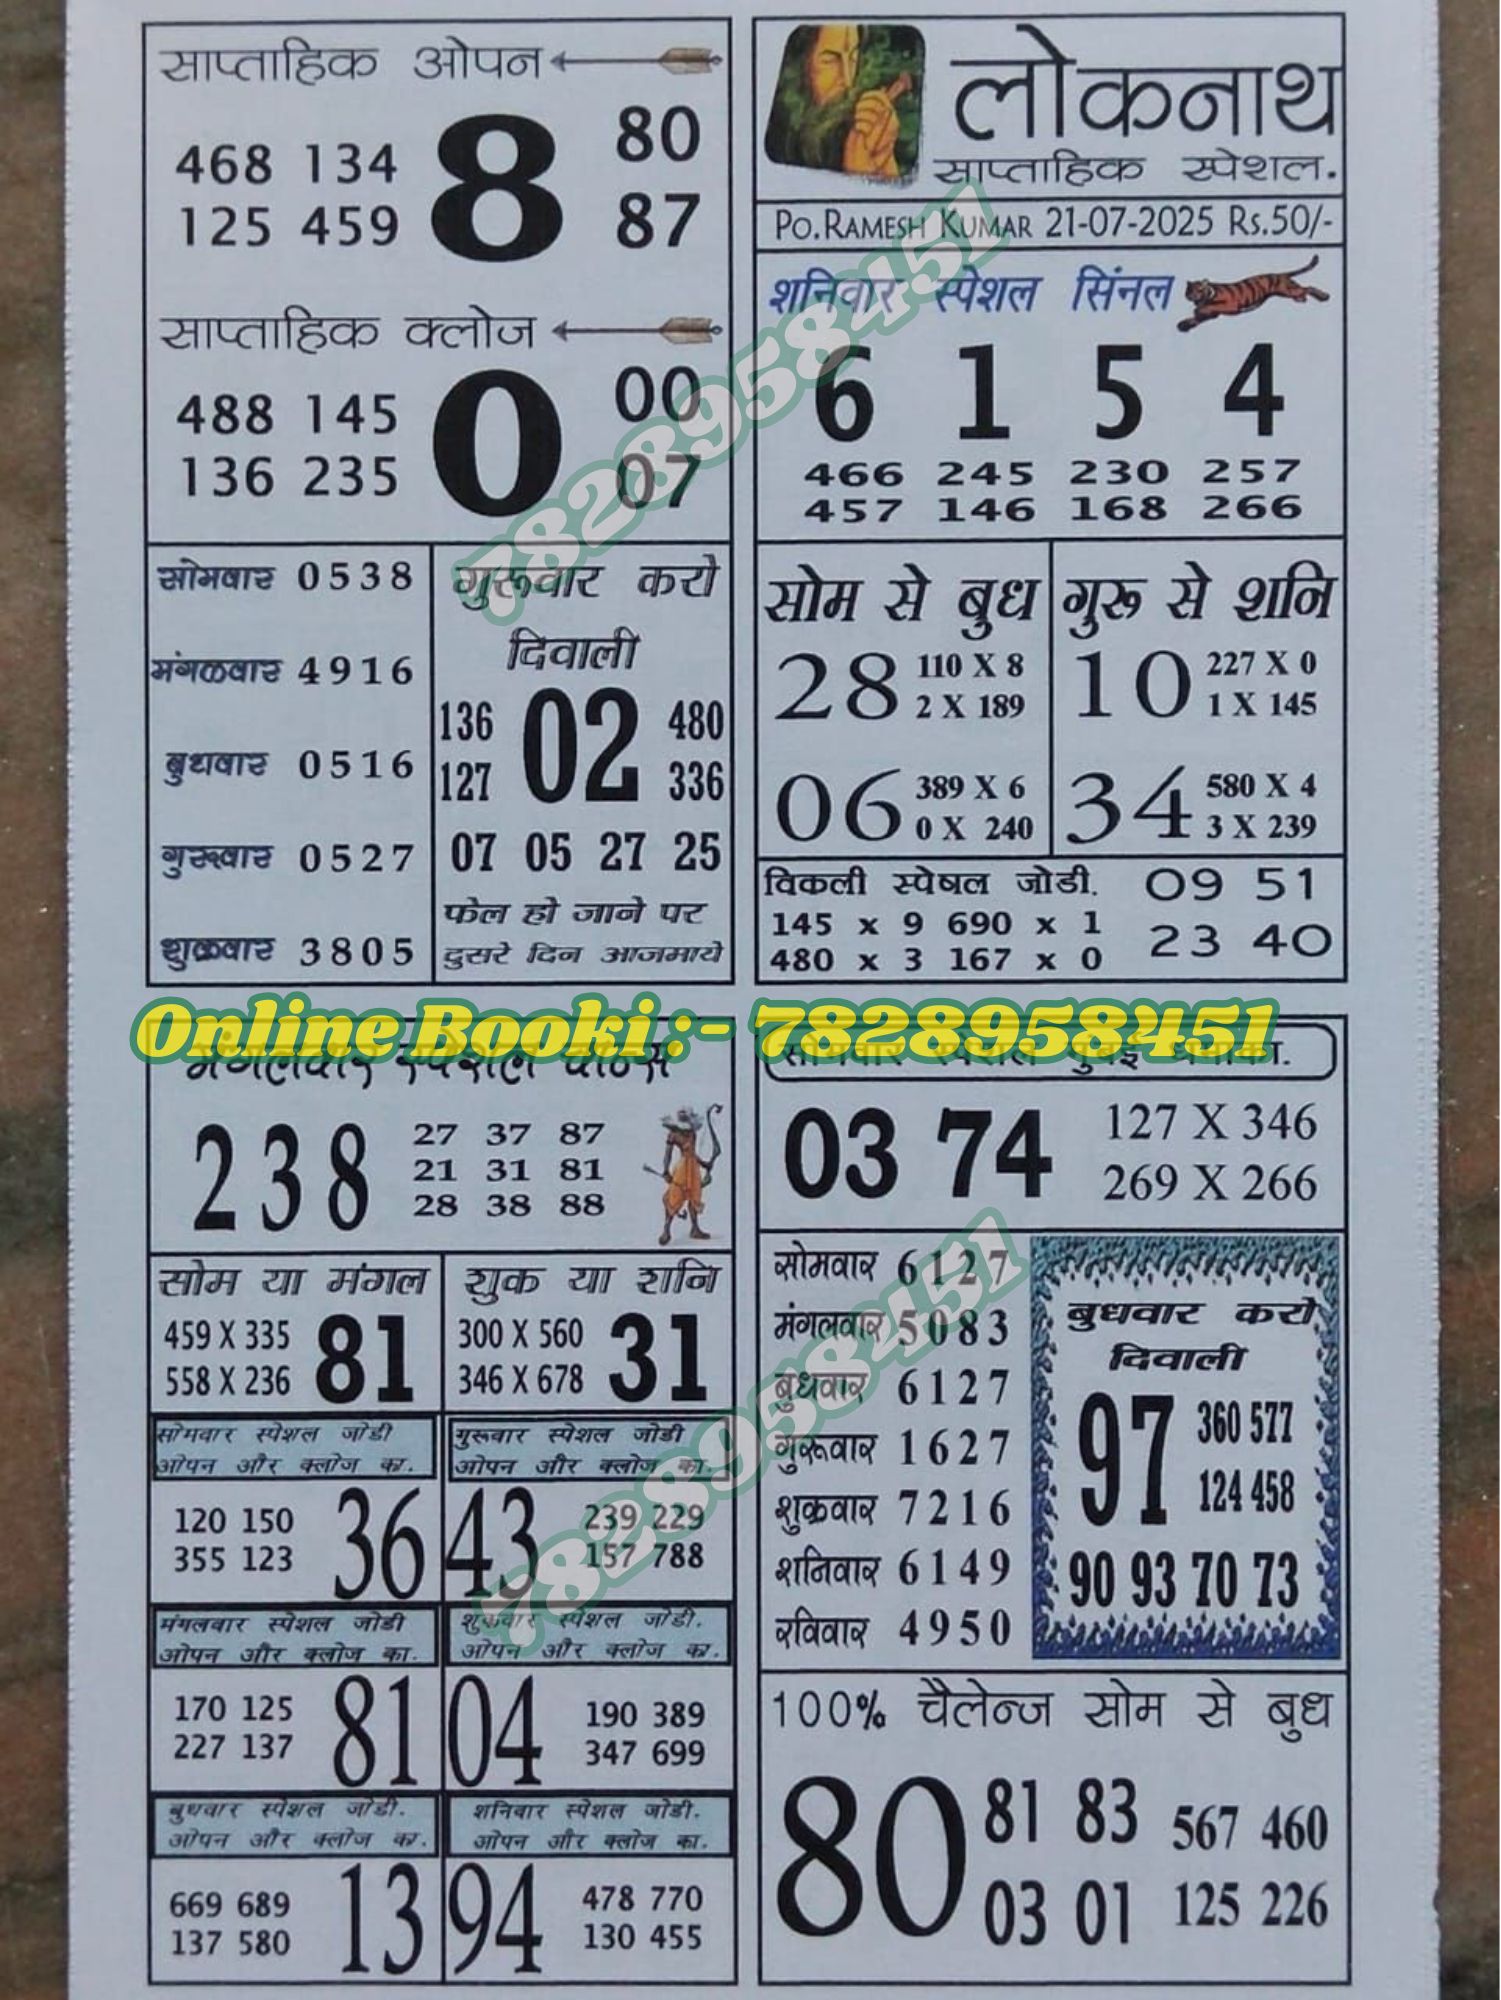 साप्ताहिक ओपन
468 134
125 459
8
80
87
साप्ताहिक क्लोज
488 145
136 235
0
00
07
सोमवार 0538
मंगळवार 4916
बुधवार 0516
गुरूवार 0527
शुक्रवार 3805
गुरूवार करो
दिवाली
136
127
02
480
336
07 05 27 25
फेल हो जाने पर
दुसरे दिन आजमाये
लोकनाथ
साप्ताहिक स्पेशल.
Po.Ramesh Kumar 21-07-2025 Rs.50/-
शनिवार स्पेशल सिंनल
6 1 5 4
466 245 230 257
457 146 168 266
सोम से बुध
28
110 X 8
2 X 189
06
389 X 6
0 X 240
गुरू से शनि
10
227 X 0
1 X 145
34
580 X 4
3 X 239
विकली स्पेषल जोडी.
145 x 9 690 x 1
480 x 3 167 x 0
09 51
23 40
7828958451
Online Booki :- 7828958451
मंगलवार स्पेशल
238
27 37 87
21 31 81
28 38 88
सोम या मंगल
459 X 335
558 X 236
81
शुक या शनि
300 X 560
346 X 678
31
सोमवार स्पेशल जोडी
ओपन और क्लोज का.
120 150
355 123
36
गुरूवार स्पेशल जोडी
ओपन और क्लोज का.
43
239 229
157 788
मंगलवार स्पेशल जोडी
ओपन और क्लोज का.
170 125
227 137
81
शुक्रवार स्पेशल जोडी.
ओपन और क्लोज का.
04
190 389
347 699
बुधवार स्पेशल जोडी.
ओपन और क्लोज का.
669 689
137 580
13
शनिवार स्पेशल जोडी.
ओपन और क्लोज का.
94
478 770
130 455
सोमवार स्पेशल मुंबई धमाका.
03 74
127 X 346
269 X 266
सोमवार 6127
मंगलवार 5083
बुधवार 6127
गुरूवार 1627
शुक्रवार 7216
शनिवार 6149
रविवार 4950
बुधवार करो
दिवाली
97
360 577
124 458
90 93 70 73
7828958451
100% चैलेन्ज सोम से बुध
80
81 83
03 01
567 460
125 226